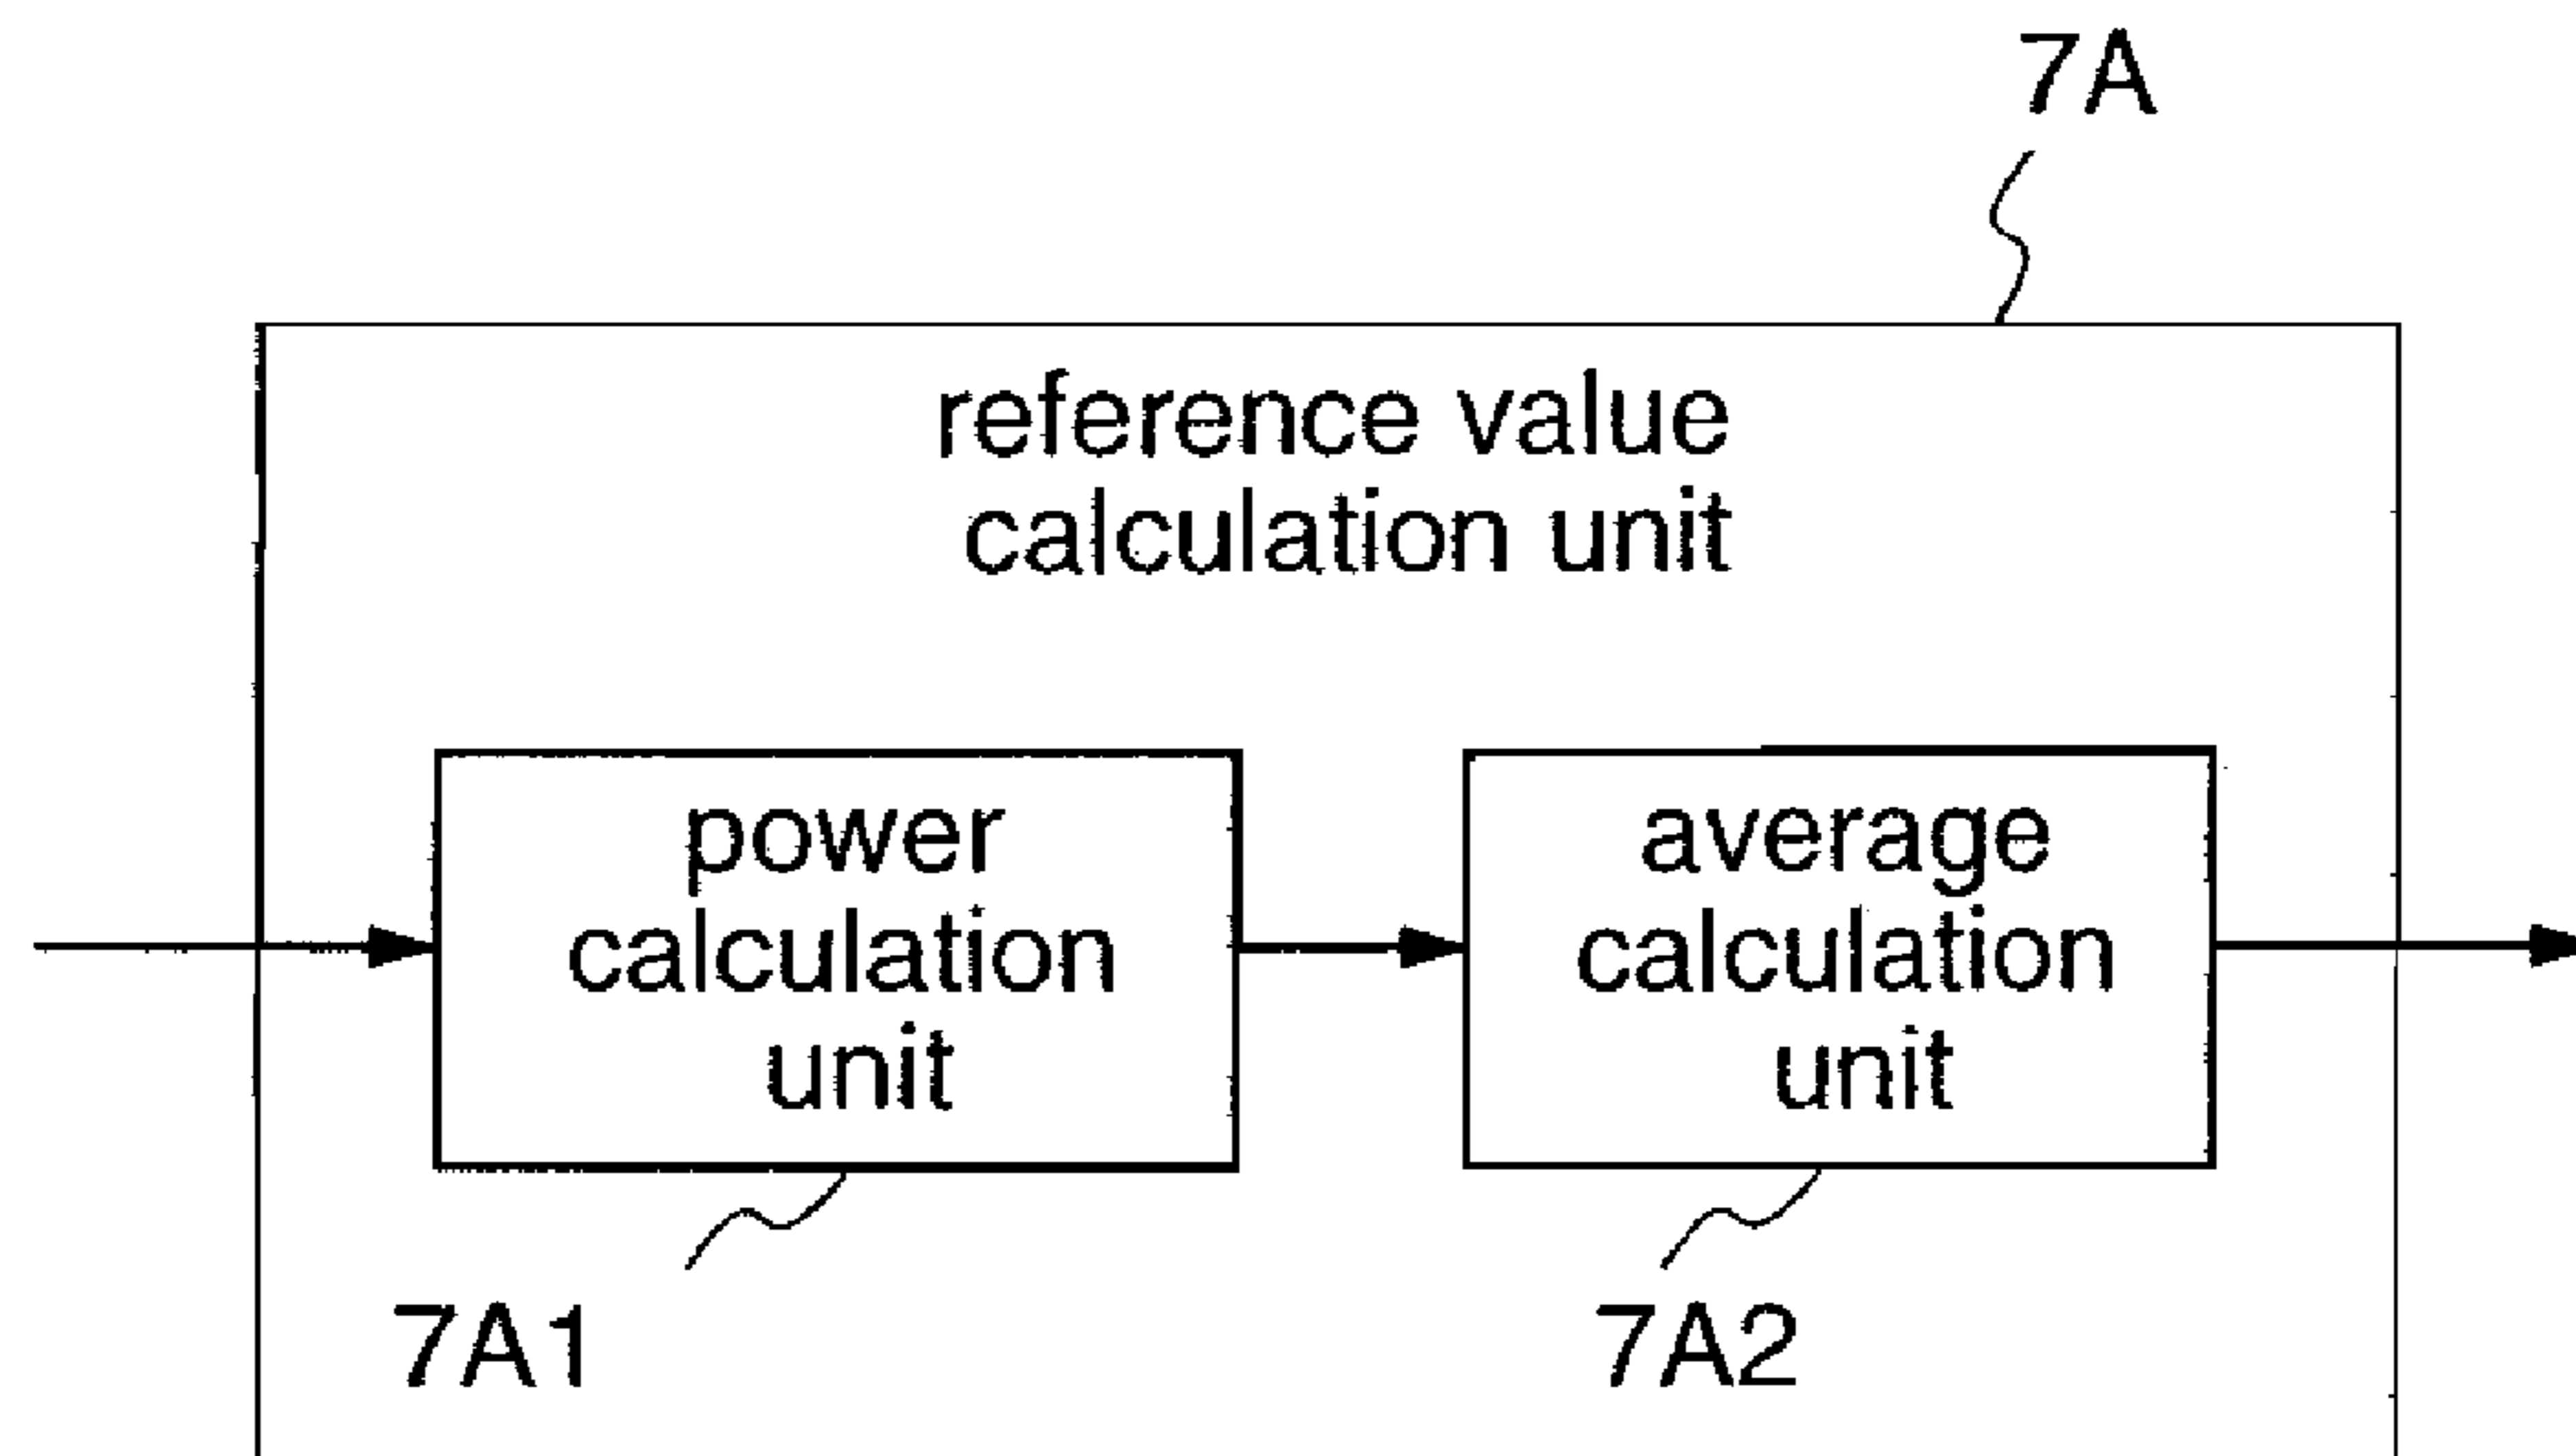 7A
reference value
calculation unit
power
calculation
unit
average
calculation
unit
7A1
7A2